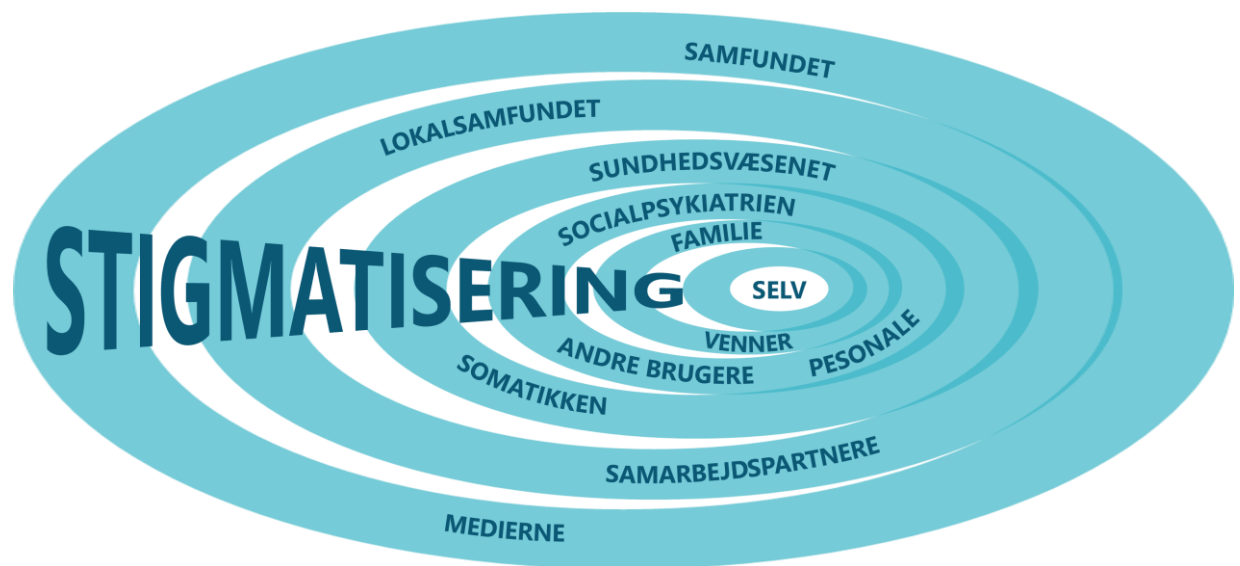 SAMFUNDET
LOKALSAMFUNDET
SUNDHEDSVÆSENET
SOCIALPSYKIATRIEN
FAMILIE
STIGMATISERING
SELV
VENNER
ANDRE BRUGERE
PESONALE
SOMATIKKEN
SAMARBEJDSPARTNERE
MEDIERNE